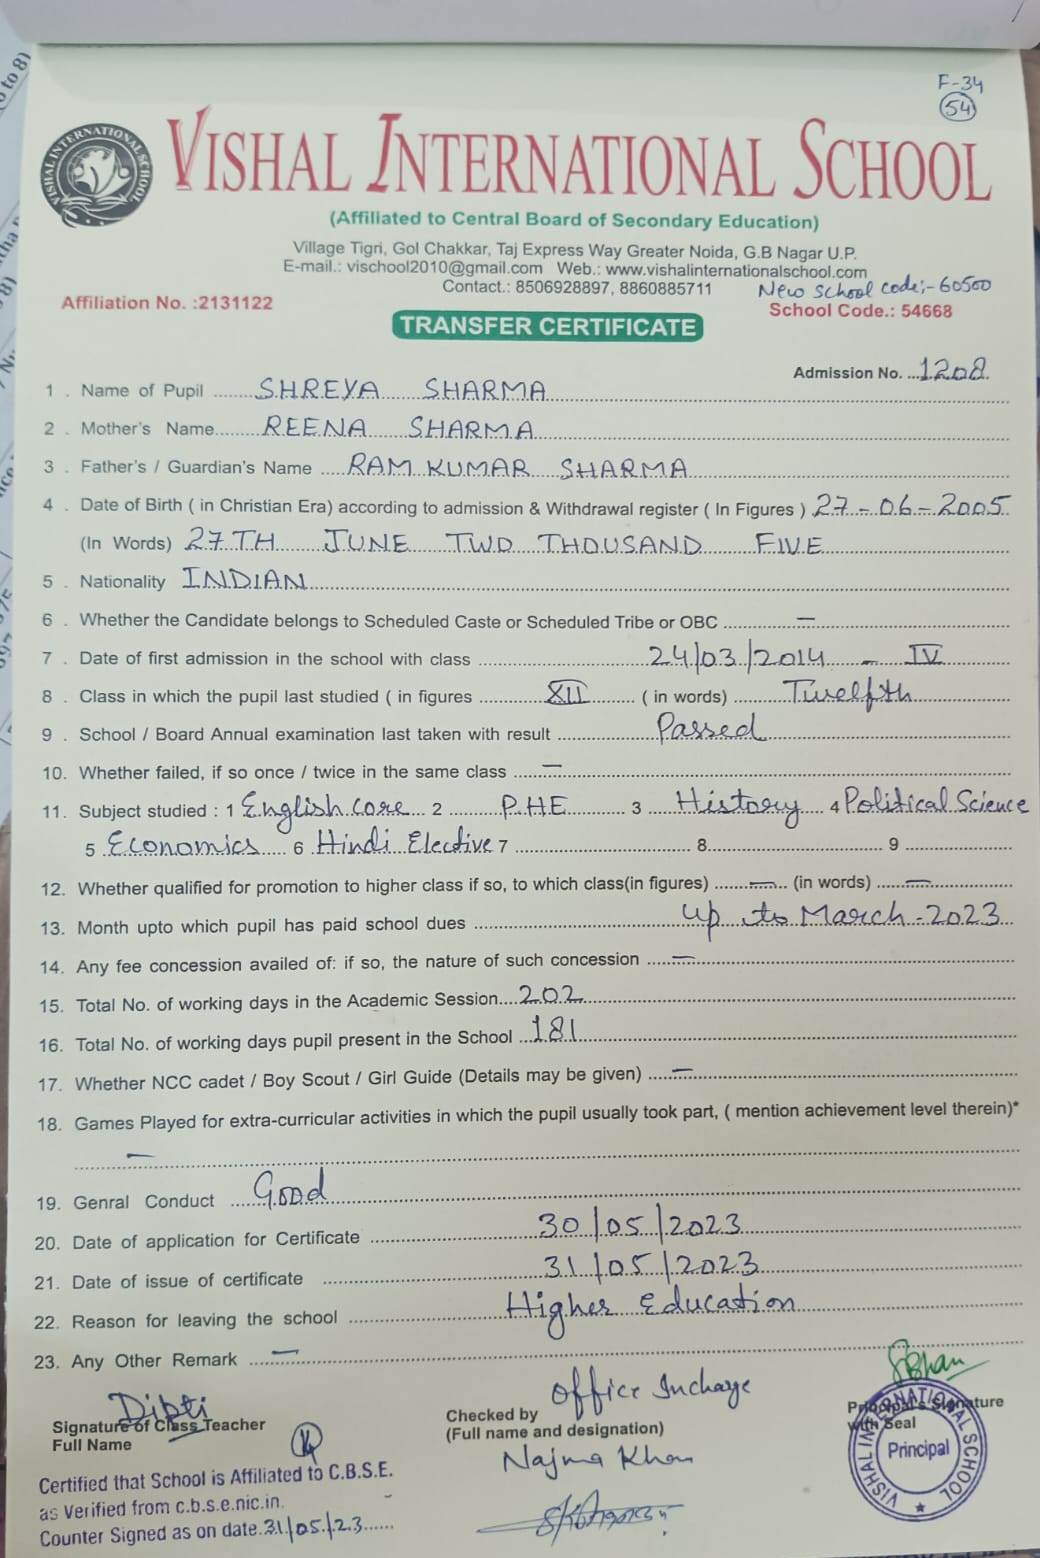 F-34
54
VISHAL INTERNATIONAL SCHOOL
VISHAL INTERNATIONAL SCHOOL
(Affiliated to Central Board of Secondary Education)
Village Tigri, Gol Chakkar, Taj Express Way Greater Noida, G.B Nagar U.P.
E-mail.: vischool2010@gmail.com Web.: www.vishalinternationalschool.com
Contact.: 8506928897, 8860885711 New School code:- 60500
Affiliation No. :2131122 School Code.: 54668
TRANSFER CERTIFICATE
Admission No. ...1208
1 . Name of Pupil SHREYA SHARMA
2 . Mother's Name REENA SHARMA
3 . Father's / Guardian's Name RAM KUMAR SHARMA
4 . Date of Birth ( in Christian Era) according to admission & Withdrawal register ( In Figures ) 27-06-2005
(In Words) 27TH JUNE TWO THOUSAND FIVE
5 . Nationality INDIAN
6 . Whether the Candidate belongs to Scheduled Caste or Scheduled Tribe or OBC —
7 . Date of first admission in the school with class 24/03/2014 - IV
8 . Class in which the pupil last studied ( in figures XII ( in words) Twelfth
9 . School / Board Annual examination last taken with result Passed
10. Whether failed, if so once / twice in the same class —
11. Subject studied : 1 English core 2 PHE 3 History 4 Political Science
5 Economics 6 Hindi Elective 7 8 9
12. Whether qualified for promotion to higher class if so, to which class(in figures) — (in words) —
13. Month upto which pupil has paid school dues up to March-2023
14. Any fee concession availed of: if so, the nature of such concession —
15. Total No. of working days in the Academic Session 202
16. Total No. of working days pupil present in the School 181
17. Whether NCC cadet / Boy Scout / Girl Guide (Details may be given) —
18. Games Played for extra-curricular activities in which the pupil usually took part, ( mention achievement level therein)*
—
19. Genral Conduct Good
20. Date of application for Certificate 30/05/2023
21. Date of issue of certificate 31/05/2023
22. Reason for leaving the school Higher Education
23. Any Other Remark —
Dipti
Signature of Class Teacher
Full Name
Office Incharge
Checked by
(Full name and designation)
Najma Khan
Principal's Signature
with Seal
VISHAL INTERNATIONAL SCHOOL
Principal
Certified that School is Affiliated to C.B.S.E.
as Verified from c.b.s.e.nic.in.
Counter Signed as on date.31/05/23